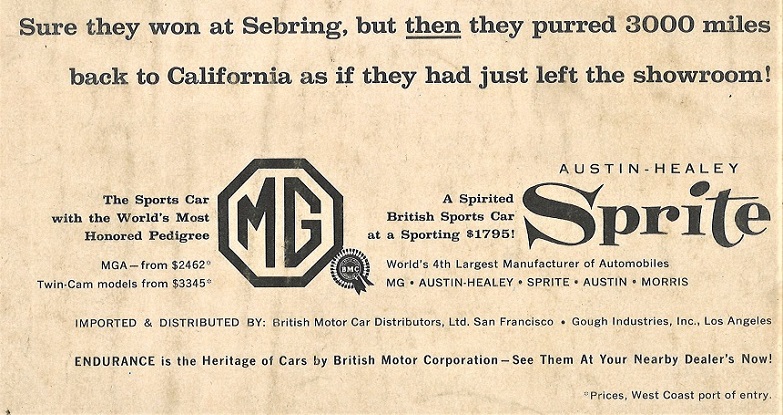 Sure they won at Sebring, but then they purred 3000 miles
back to California as if they had just left the showroom!
The Sports Car
with the World's Most
Honored Pedigree
MGA—from $2462*
Twin-Cam models from $3345*
MG
BMC
AUSTIN-HEALEY
Sprite
A Spirited
British Sports Car
at a Sporting $1795!
World's 4th Largest Manufacturer of Automobiles
MG • AUSTIN-HEALEY • SPRITE • AUSTIN • MORRIS
IMPORTED & DISTRIBUTED BY: British Motor Car Distributors, Ltd. San Francisco • Gough Industries, Inc., Los Angeles
ENDURANCE is the Heritage of Cars by British Motor Corporation—See Them At Your Nearby Dealer's Now!
*Prices, West Coast port of entry.